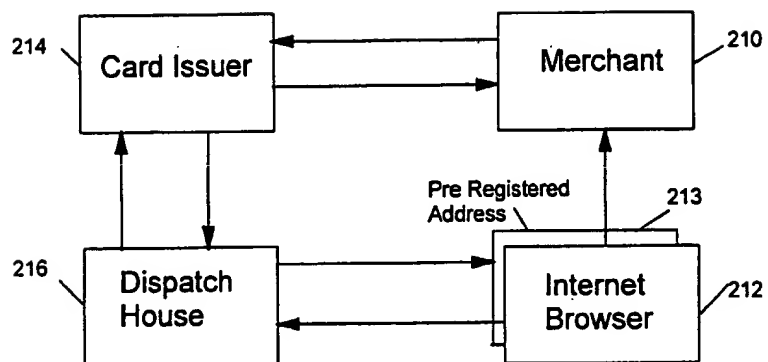 214
Card Issuer
Merchant
210
Pre Registered
Address
213
216
Dispatch
House
Internet
Browser
212